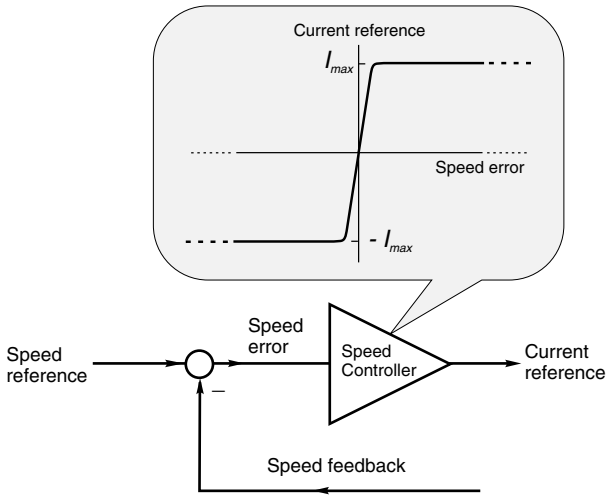 Current reference
Imax
Speed error
- Imax
Speed
error
Speed
reference
Speed
Controller
Current
reference
–
Speed feedback